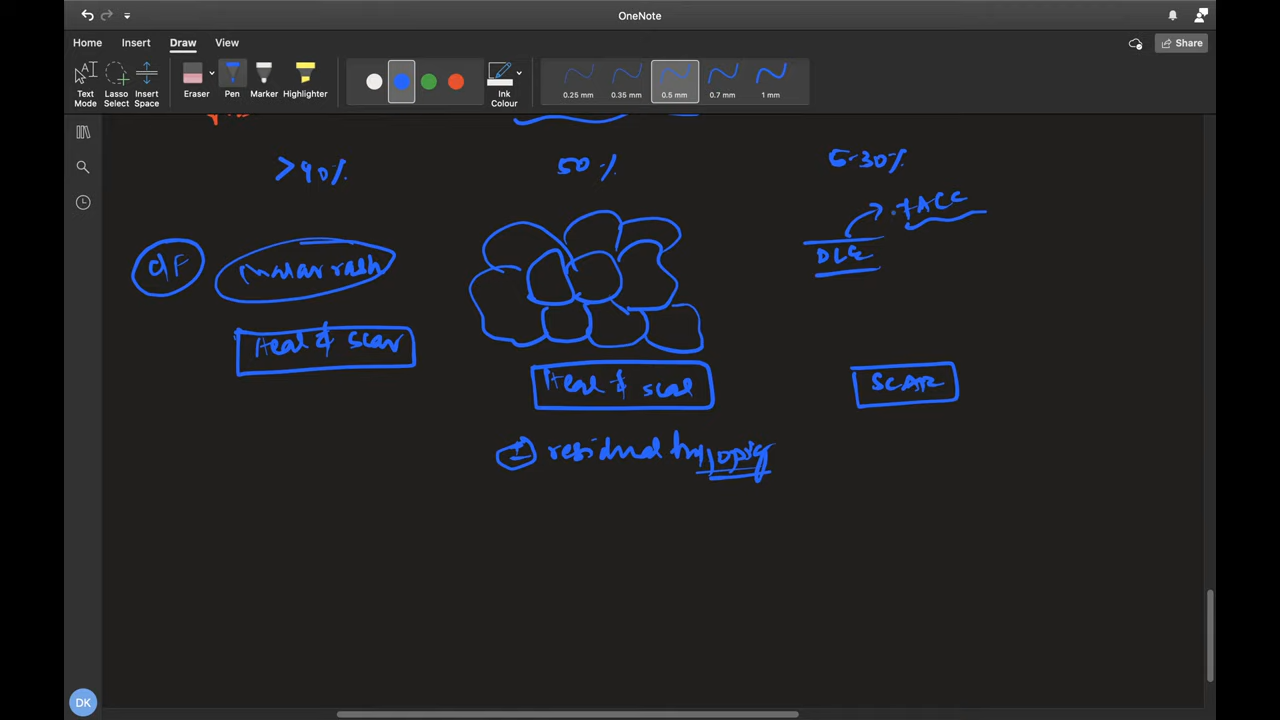 OneNote
Home Insert Draw View
Share
Text Mode
Lasso Select
Insert Space
Eraser
Pen
Marker
Highlighter
Ink Colour
0.25 mm
0.35 mm
0.5 mm
0.7 mm
1 mm
>90%
50%
5-30%
DLE
Malar rash
Heal & scar
Heal & scar
SCAR
± residual hypopig
DK